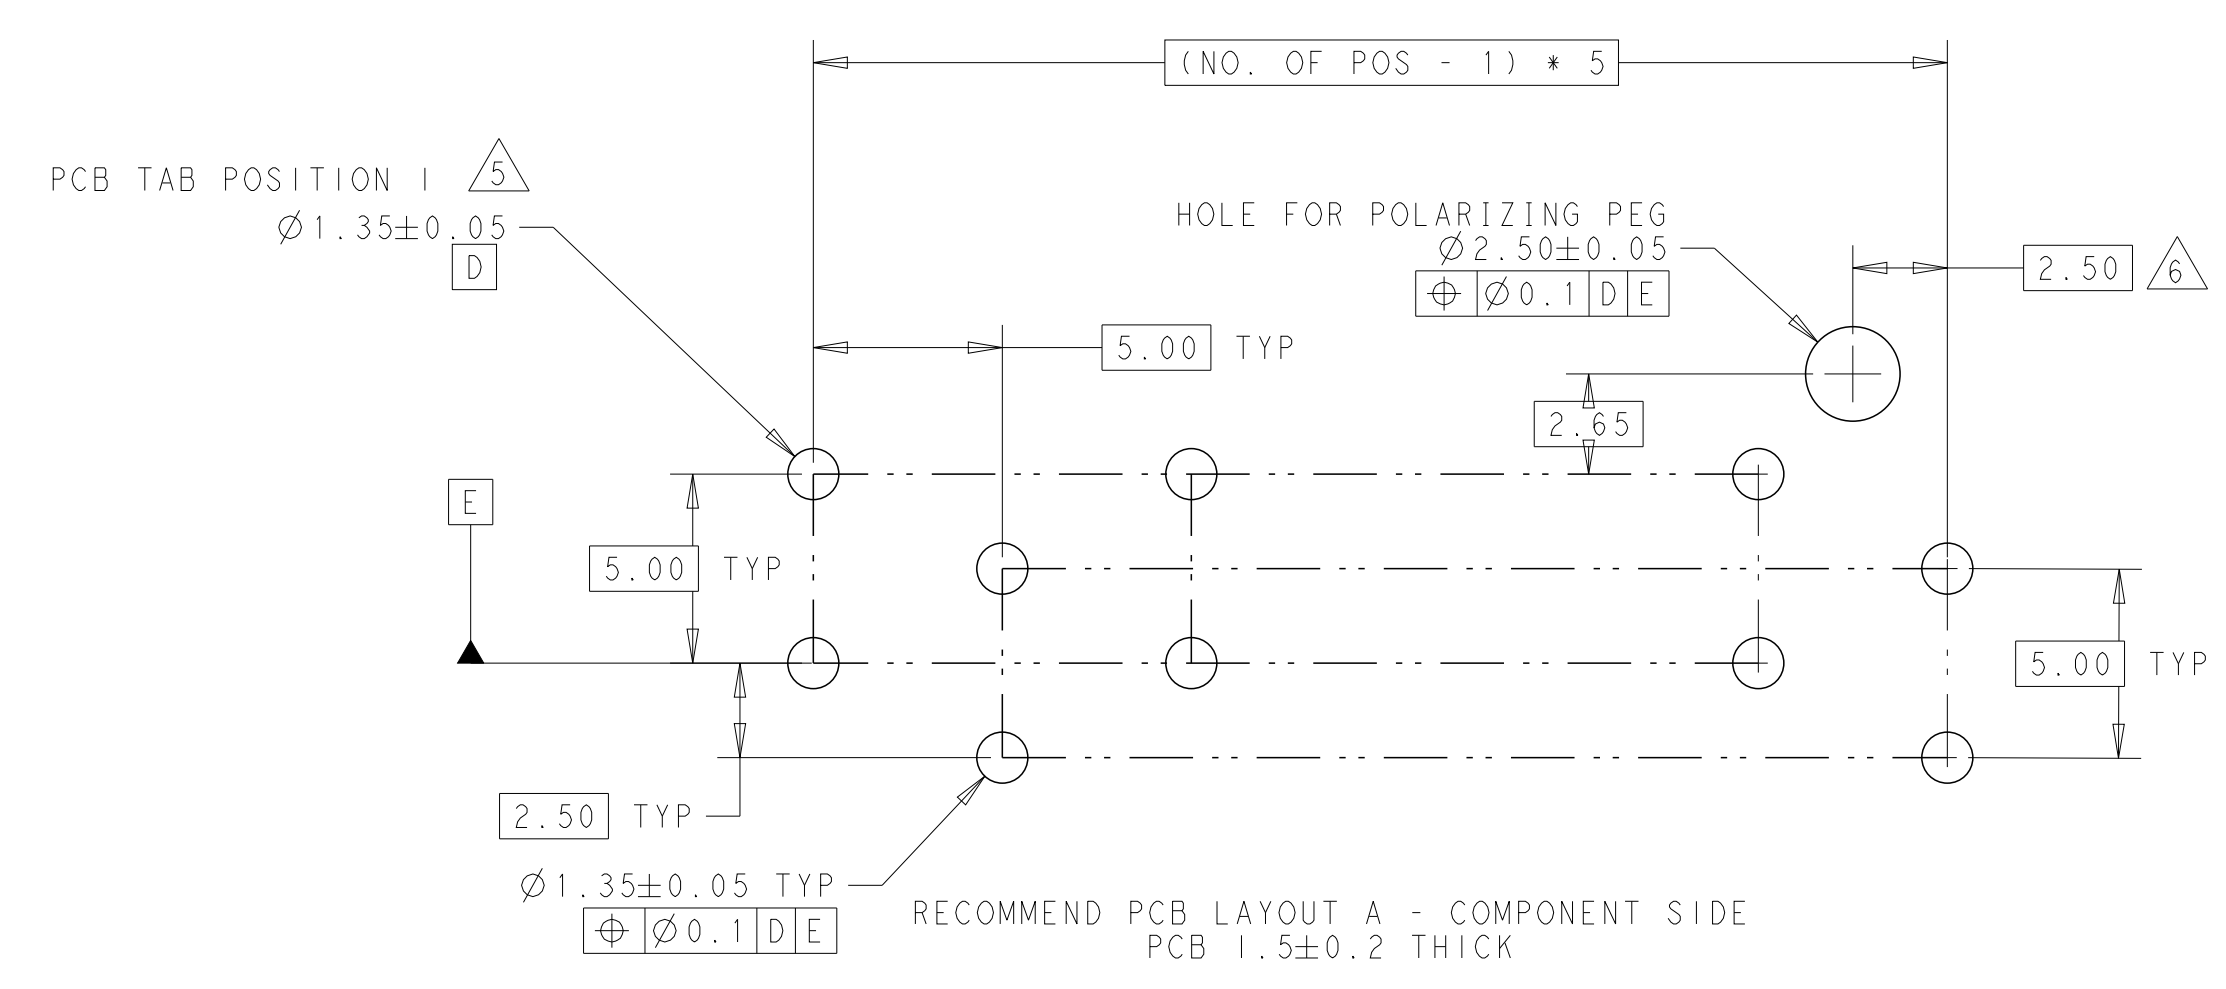 (NO. OF POS - 1) * 5
PCB TAB POSITION 1 5
Ø1.35±0.05
D
HOLE FOR POLARIZING PEG
Ø2.50±0.05
⌖ Ø0.1 D E
2.50 6
5.00 TYP
2.65
E
5.00 TYP
5.00 TYP
2.50 TYP
Ø1.35±0.05 TYP
⌖ Ø0.1 D E
RECOMMEND PCB LAYOUT A - COMPONENT SIDE
PCB 1.5±0.2 THICK